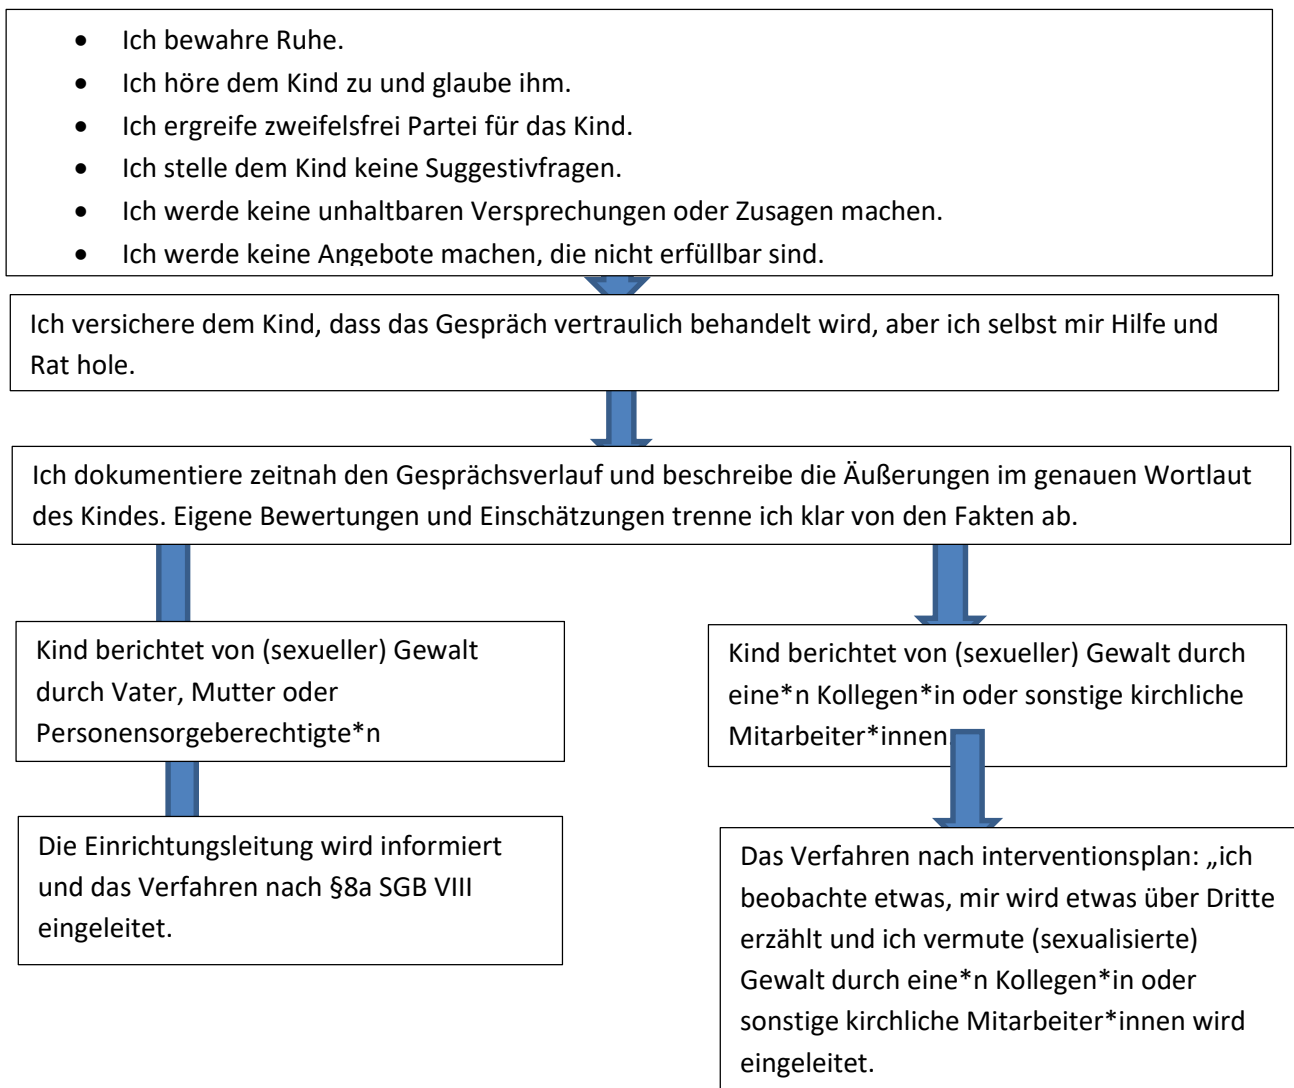 • Ich bewahre Ruhe.
• Ich höre dem Kind zu und glaube ihm.
• Ich ergreife zweifelsfrei Partei für das Kind.
• Ich stelle dem Kind keine Suggestivfragen.
• Ich werde keine unhaltbaren Versprechungen oder Zusagen machen.
• Ich werde keine Angebote machen, die nicht erfüllbar sind.
Ich versichere dem Kind, dass das Gespräch vertraulich behandelt wird, aber ich selbst mir Hilfe und
Rat hole.
Ich dokumentiere zeitnah den Gesprächsverlauf und beschreibe die Äußerungen im genauen Wortlaut
des Kindes. Eigene Bewertungen und Einschätzungen trenne ich klar von den Fakten ab.
Kind berichtet von (sexueller) Gewalt
durch Vater, Mutter oder
Personensorgeberechtigte*n
Die Einrichtungsleitung wird informiert
und das Verfahren nach §8a SGB VIII
eingeleitet.
Kind berichtet von (sexueller) Gewalt durch
eine*n Kollegen*in oder sonstige kirchliche
Mitarbeiter*innen
Das Verfahren nach interventionsplan: „ich
beobachte etwas, mir wird etwas über Dritte
erzählt und ich vermute (sexualisierte)
Gewalt durch eine*n Kollegen*in oder
sonstige kirchliche Mitarbeiter*innen wird
eingeleitet.